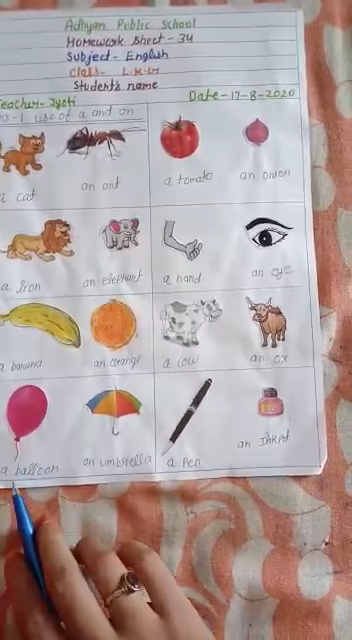 Adhyan Public School
Homework Sheet - 34
Subject - English
Class - L.K.G
Student's name
Teacher - Jyoti
Date - 17-8-2020
s-1 use of a and an
a cat
an ant
a tomato
an onion
a lion
an elephant
a hand
an eye
a banana
an orange
a cow
an ox
a balloon
an umbrella
a pen
an Inkpot